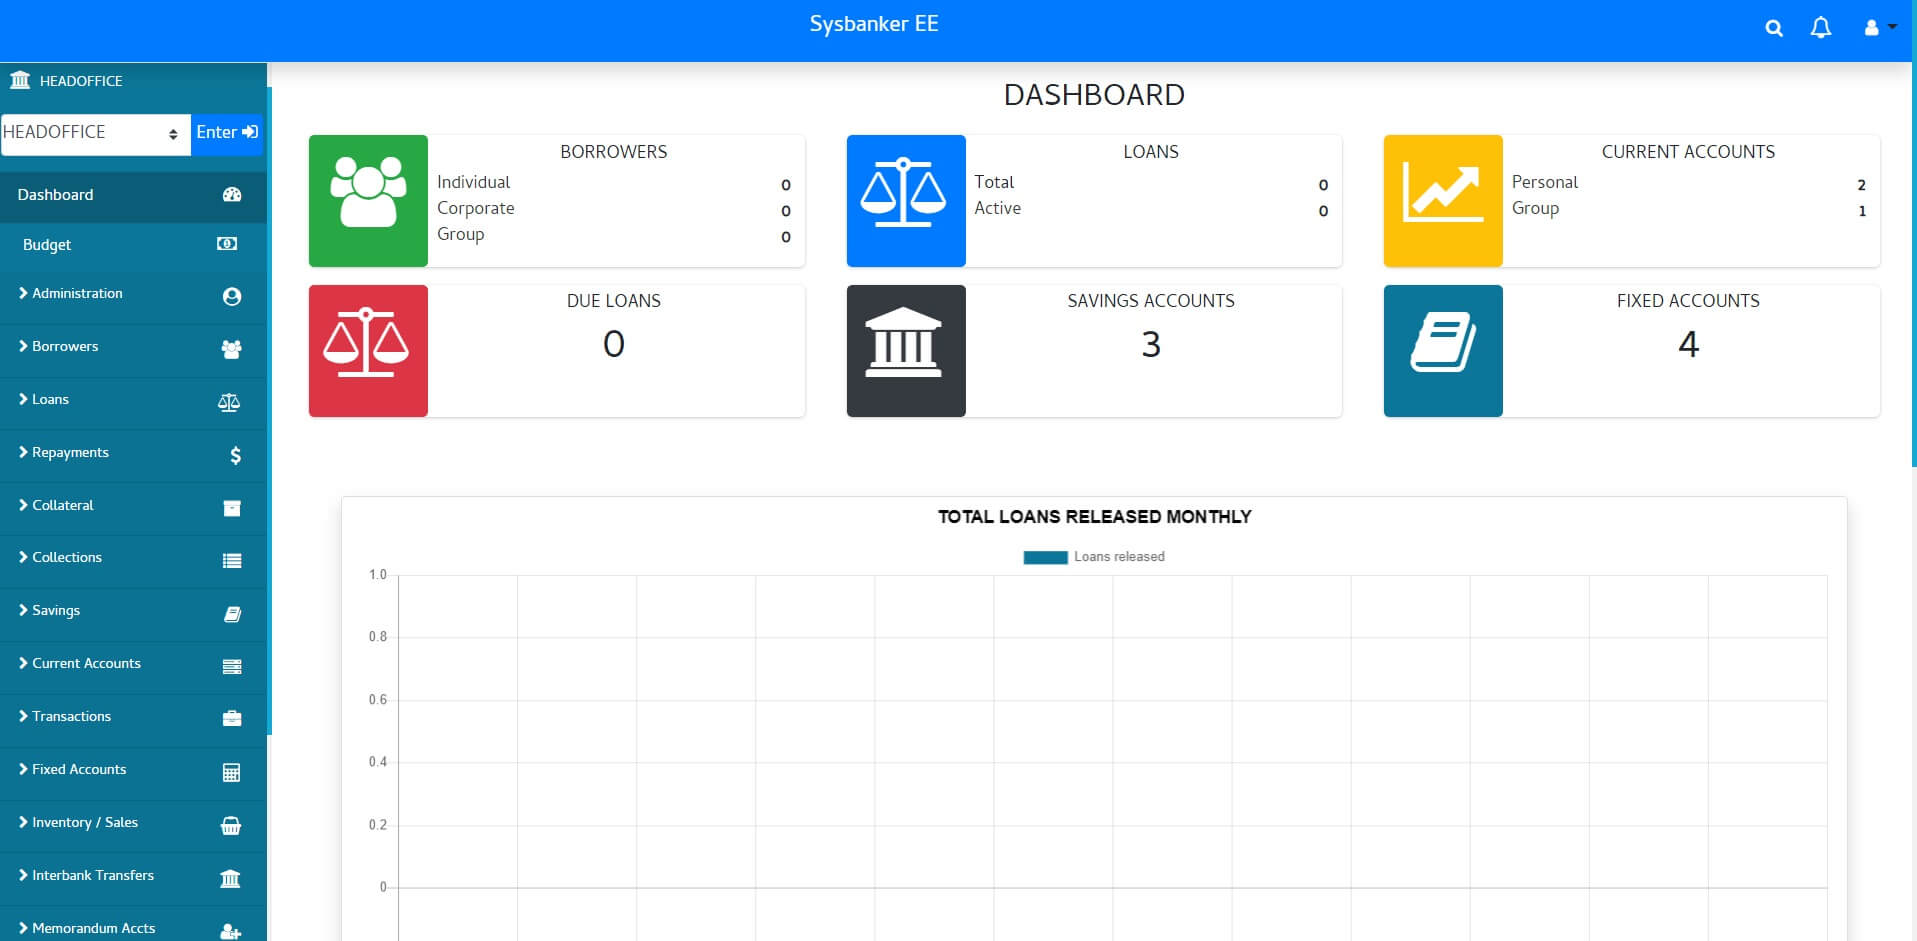 Sysbanker EE
HEADOFFICE
HEADOFFICE
Enter
Dashboard
Budget
Administration
Borrowers
Loans
Repayments
Collateral
Collections
Savings
Current Accounts
Transactions
Fixed Accounts
Inventory / Sales
Interbank Transfers
Memorandum Accts
DASHBOARD
BORROWERS
Individual 0
Corporate 0
Group 0
LOANS
Total 0
Active 0
CURRENT ACCOUNTS
Personal 2
Group 1
DUE LOANS
0
SAVINGS ACCOUNTS
3
FIXED ACCOUNTS
4
TOTAL LOANS RELEASED MONTHLY
Loans released
1.0
0.8
0.6
0.4
0.2
0